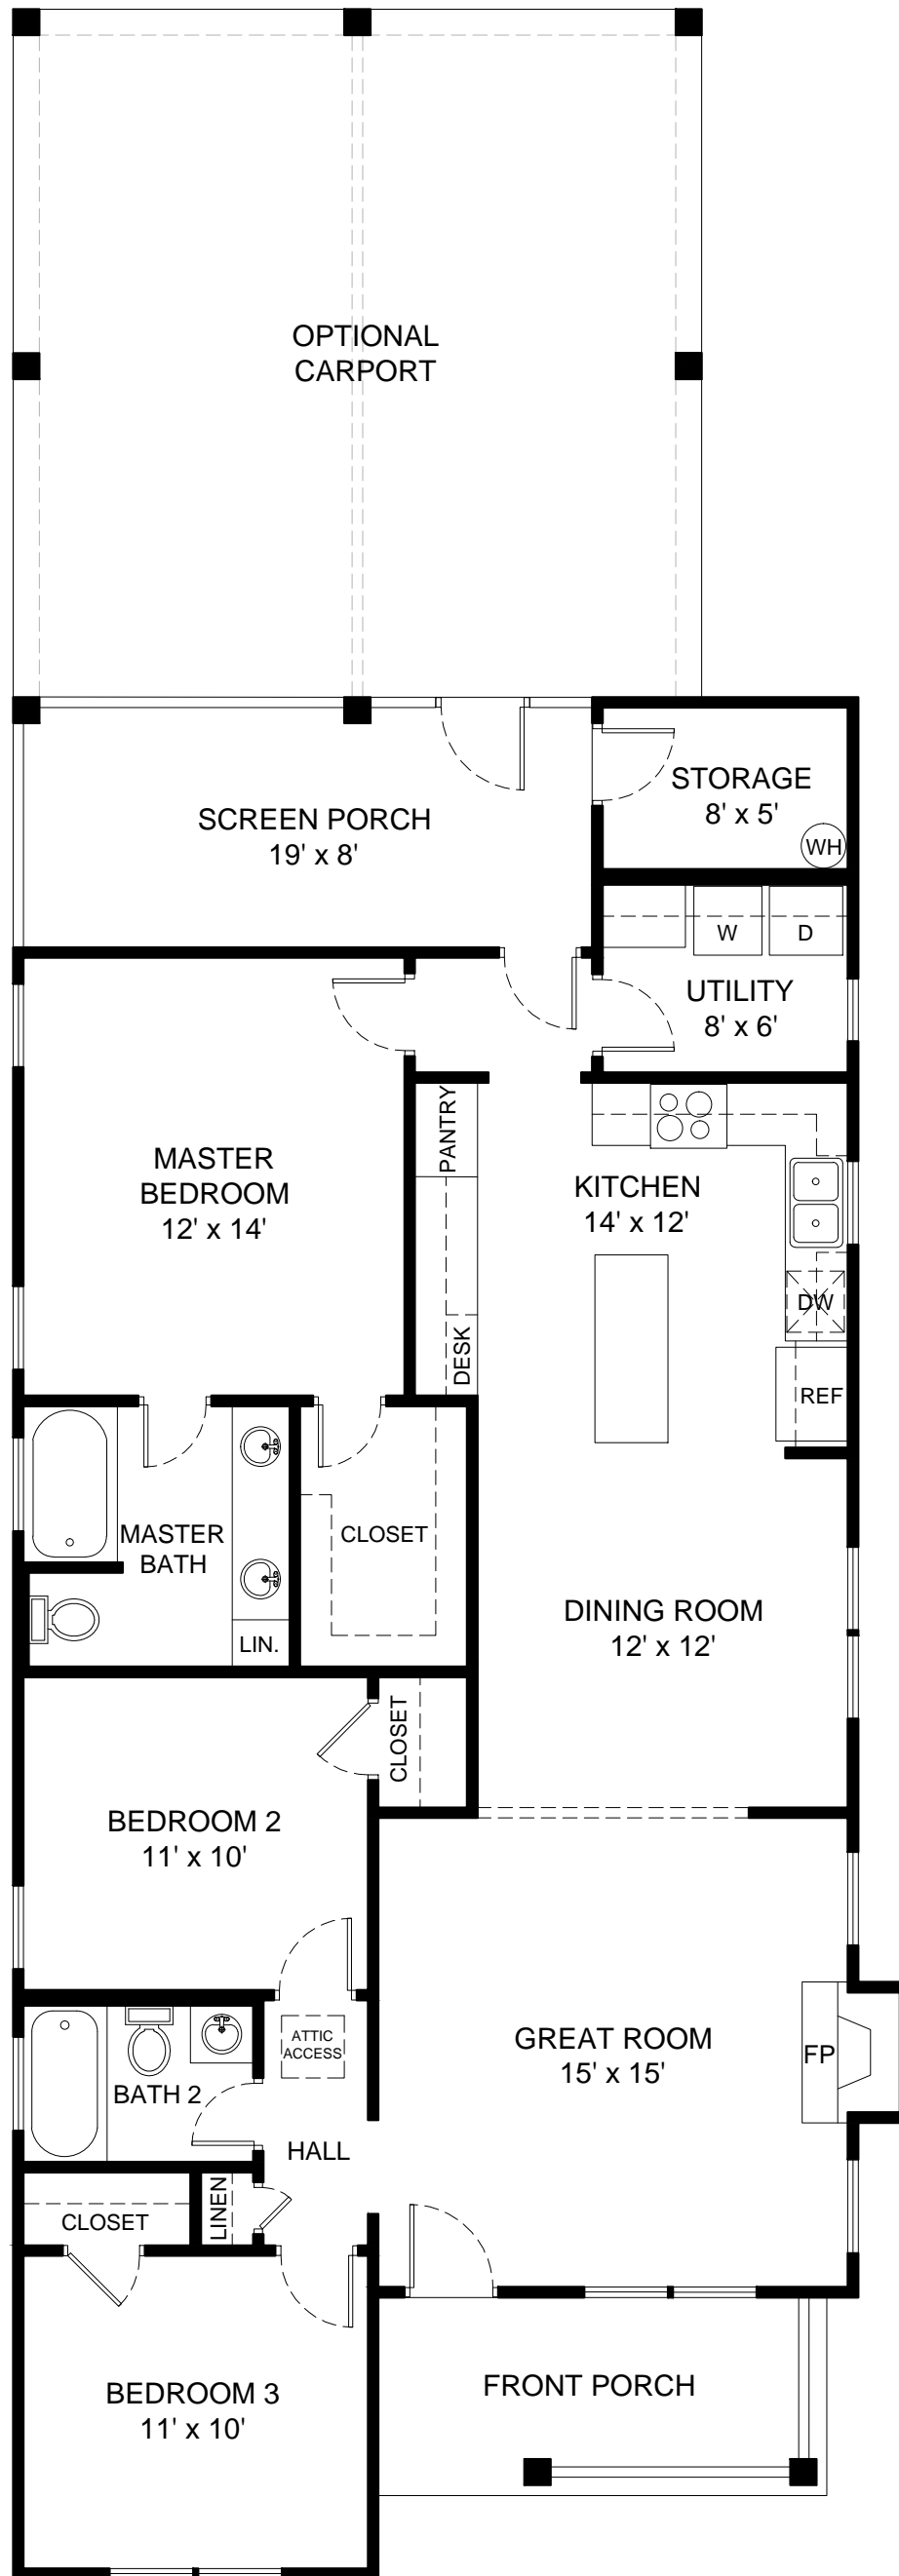 OPTIONAL
CARPORT
STORAGE
8' x 5'
WH
SCREEN PORCH
19' x 8'
W
D
UTILITY
8' x 6'
PANTRY
MASTER
BEDROOM
12' x 14'
KITCHEN
14' x 12'
DW
DESK
REF
MASTER
BATH
CLOSET
LIN.
DINING ROOM
12' x 12'
CLOSET
BEDROOM 2
11' x 10'
ATTIC
ACCESS
GREAT ROOM
15' x 15'
FP
BATH 2
HALL
LINEN
CLOSET
FRONT PORCH
BEDROOM 3
11' x 10'